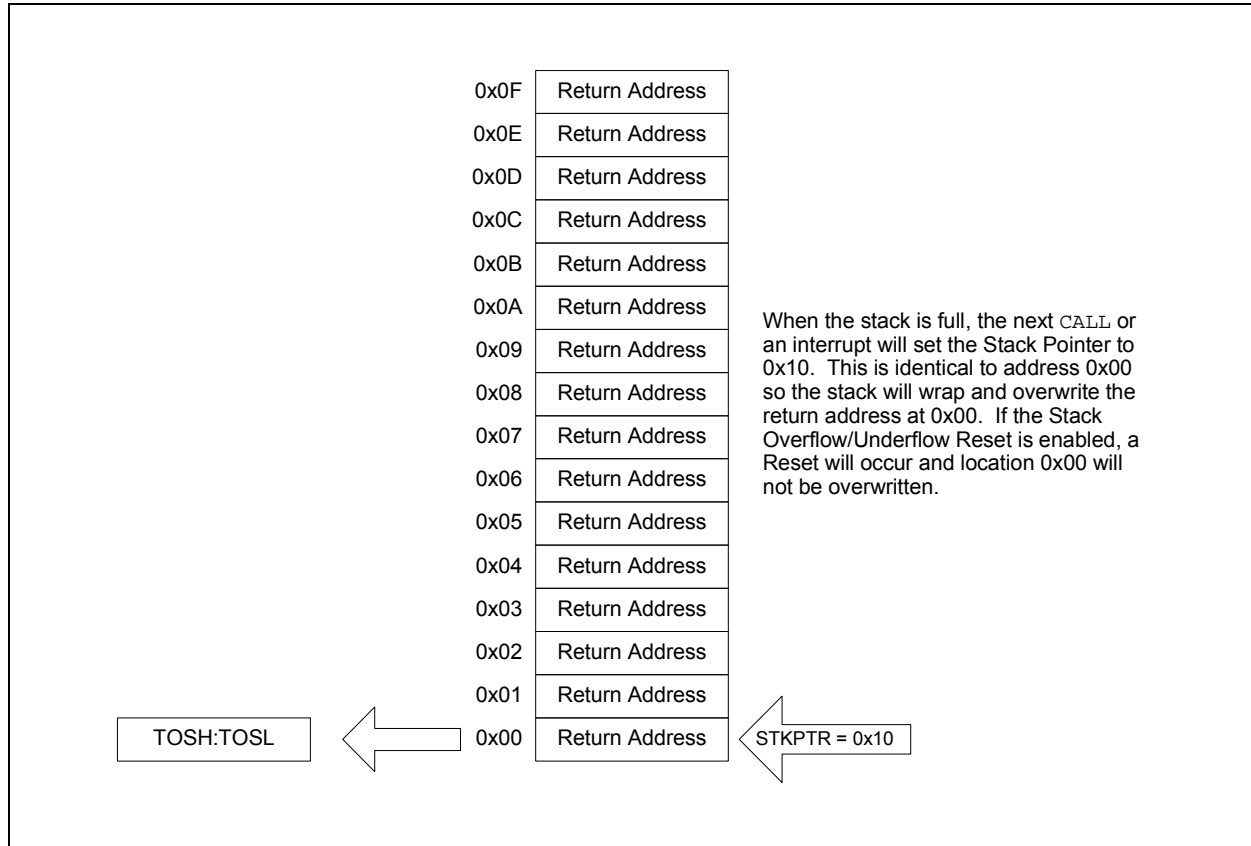 0x0F Return Address
0x0E Return Address
0x0D Return Address
0x0C Return Address
0x0B Return Address
0x0A Return Address
0x09 Return Address
0x08 Return Address
0x07 Return Address
0x06 Return Address
0x05 Return Address
0x04 Return Address
0x03 Return Address
0x02 Return Address
0x01 Return Address
TOSH:TOSL 0x00 Return Address STKPTR = 0x10
When the stack is full, the next CALL or
an interrupt will set the Stack Pointer to
0x10. This is identical to address 0x00
so the stack will wrap and overwrite the
return address at 0x00. If the Stack
Overflow/Underflow Reset is enabled, a
Reset will occur and location 0x00 will
not be overwritten.